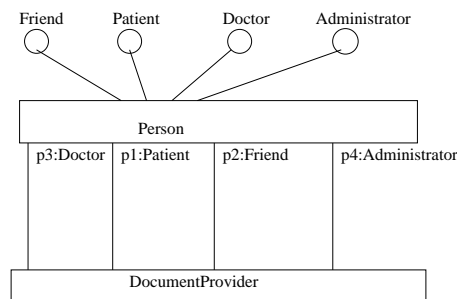 Friend Patient Doctor Administrator
Person
p3:Doctor p1:Patient p2:Friend p4:Administrator
DocumentProvider